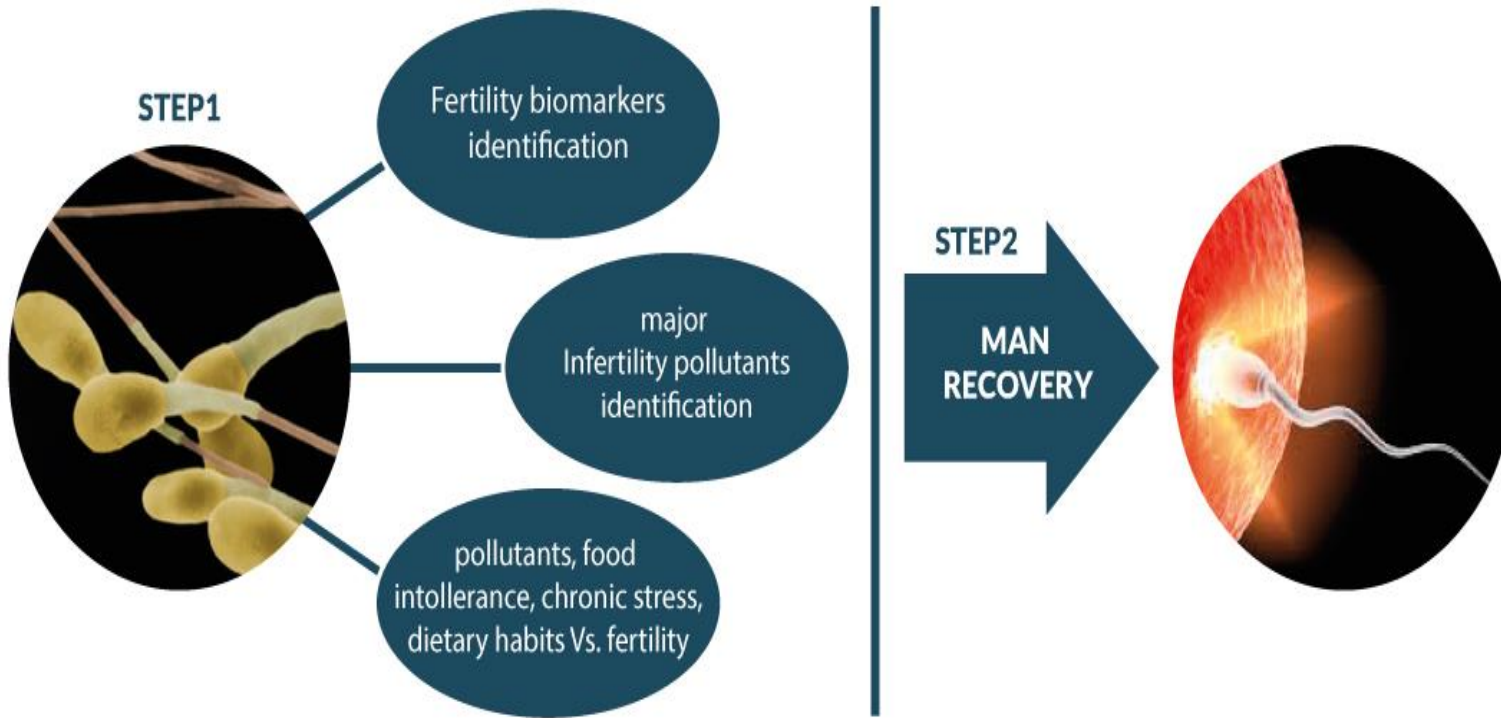 STEP1
Fertility biomarkers
identification
major
Infertility pollutants
identification
pollutants, food
intollerance, chronic stress,
dietary habits Vs. fertility
STEP2
MAN
RECOVERY